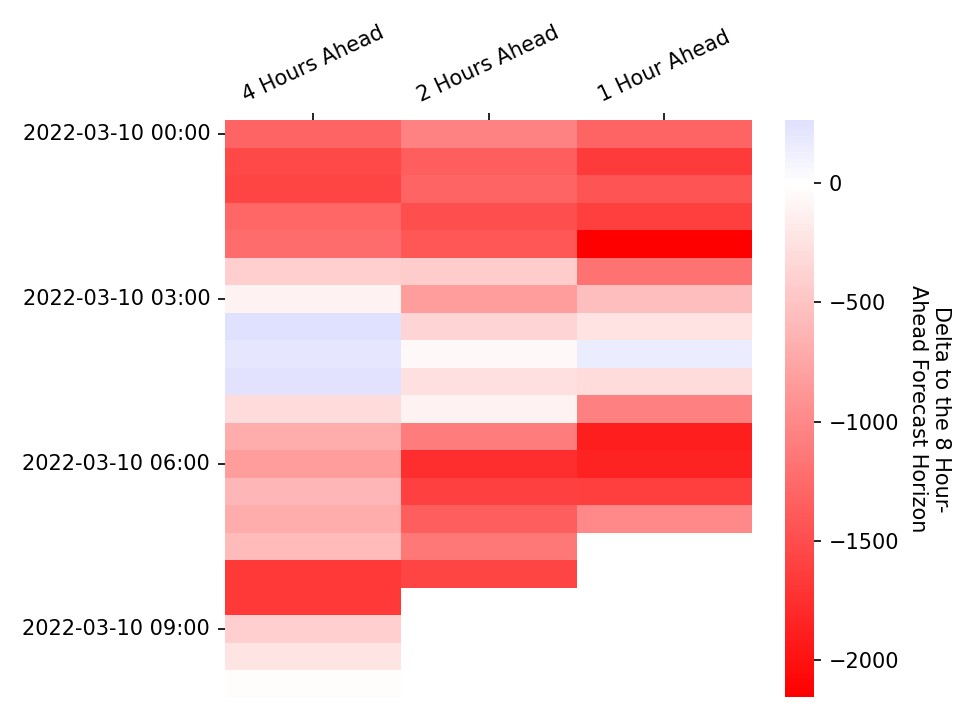 4 Hours Ahead
2 Hours Ahead
1 Hour Ahead
2022-03-10 00:00
2022-03-10 03:00
2022-03-10 06:00
2022-03-10 09:00
0
−500
−1000
−1500
−2000
Delta to the 8 Hour-
Ahead Forecast Horizon